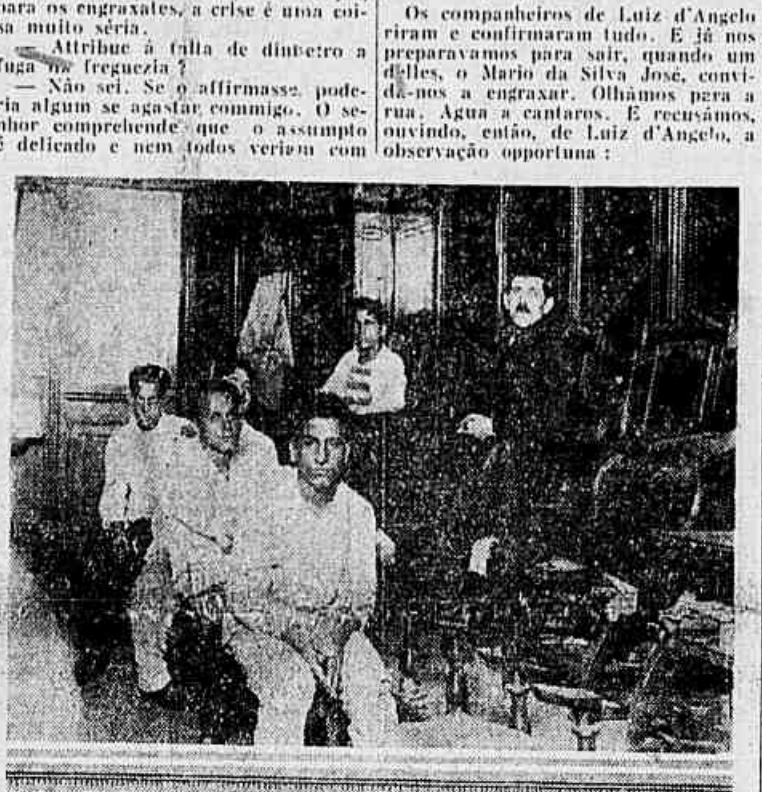 para os engraxates, a crise é uma coi-
sa muito séria.
— Attribue á falta de dinheiro a
fuga na freguezia ?
— Não sei. Se o affirmasse, pode-
ria algum se agastar commigo. O se-
nhor comprehende que o assumpto
é delicado e nem todos veriam com
Os companheiros de Luiz d'Angelo
riram e confirmaram tudo. E já nos
preparavamos para sair, quando um
delles, o Mario da Silva José, convi-
da-nos a engraxar. Olhámos para a
rua. Agua a cantaros. E recusámos,
ouvindo, então, de Luiz d'Angelo, a
observação opportuna :